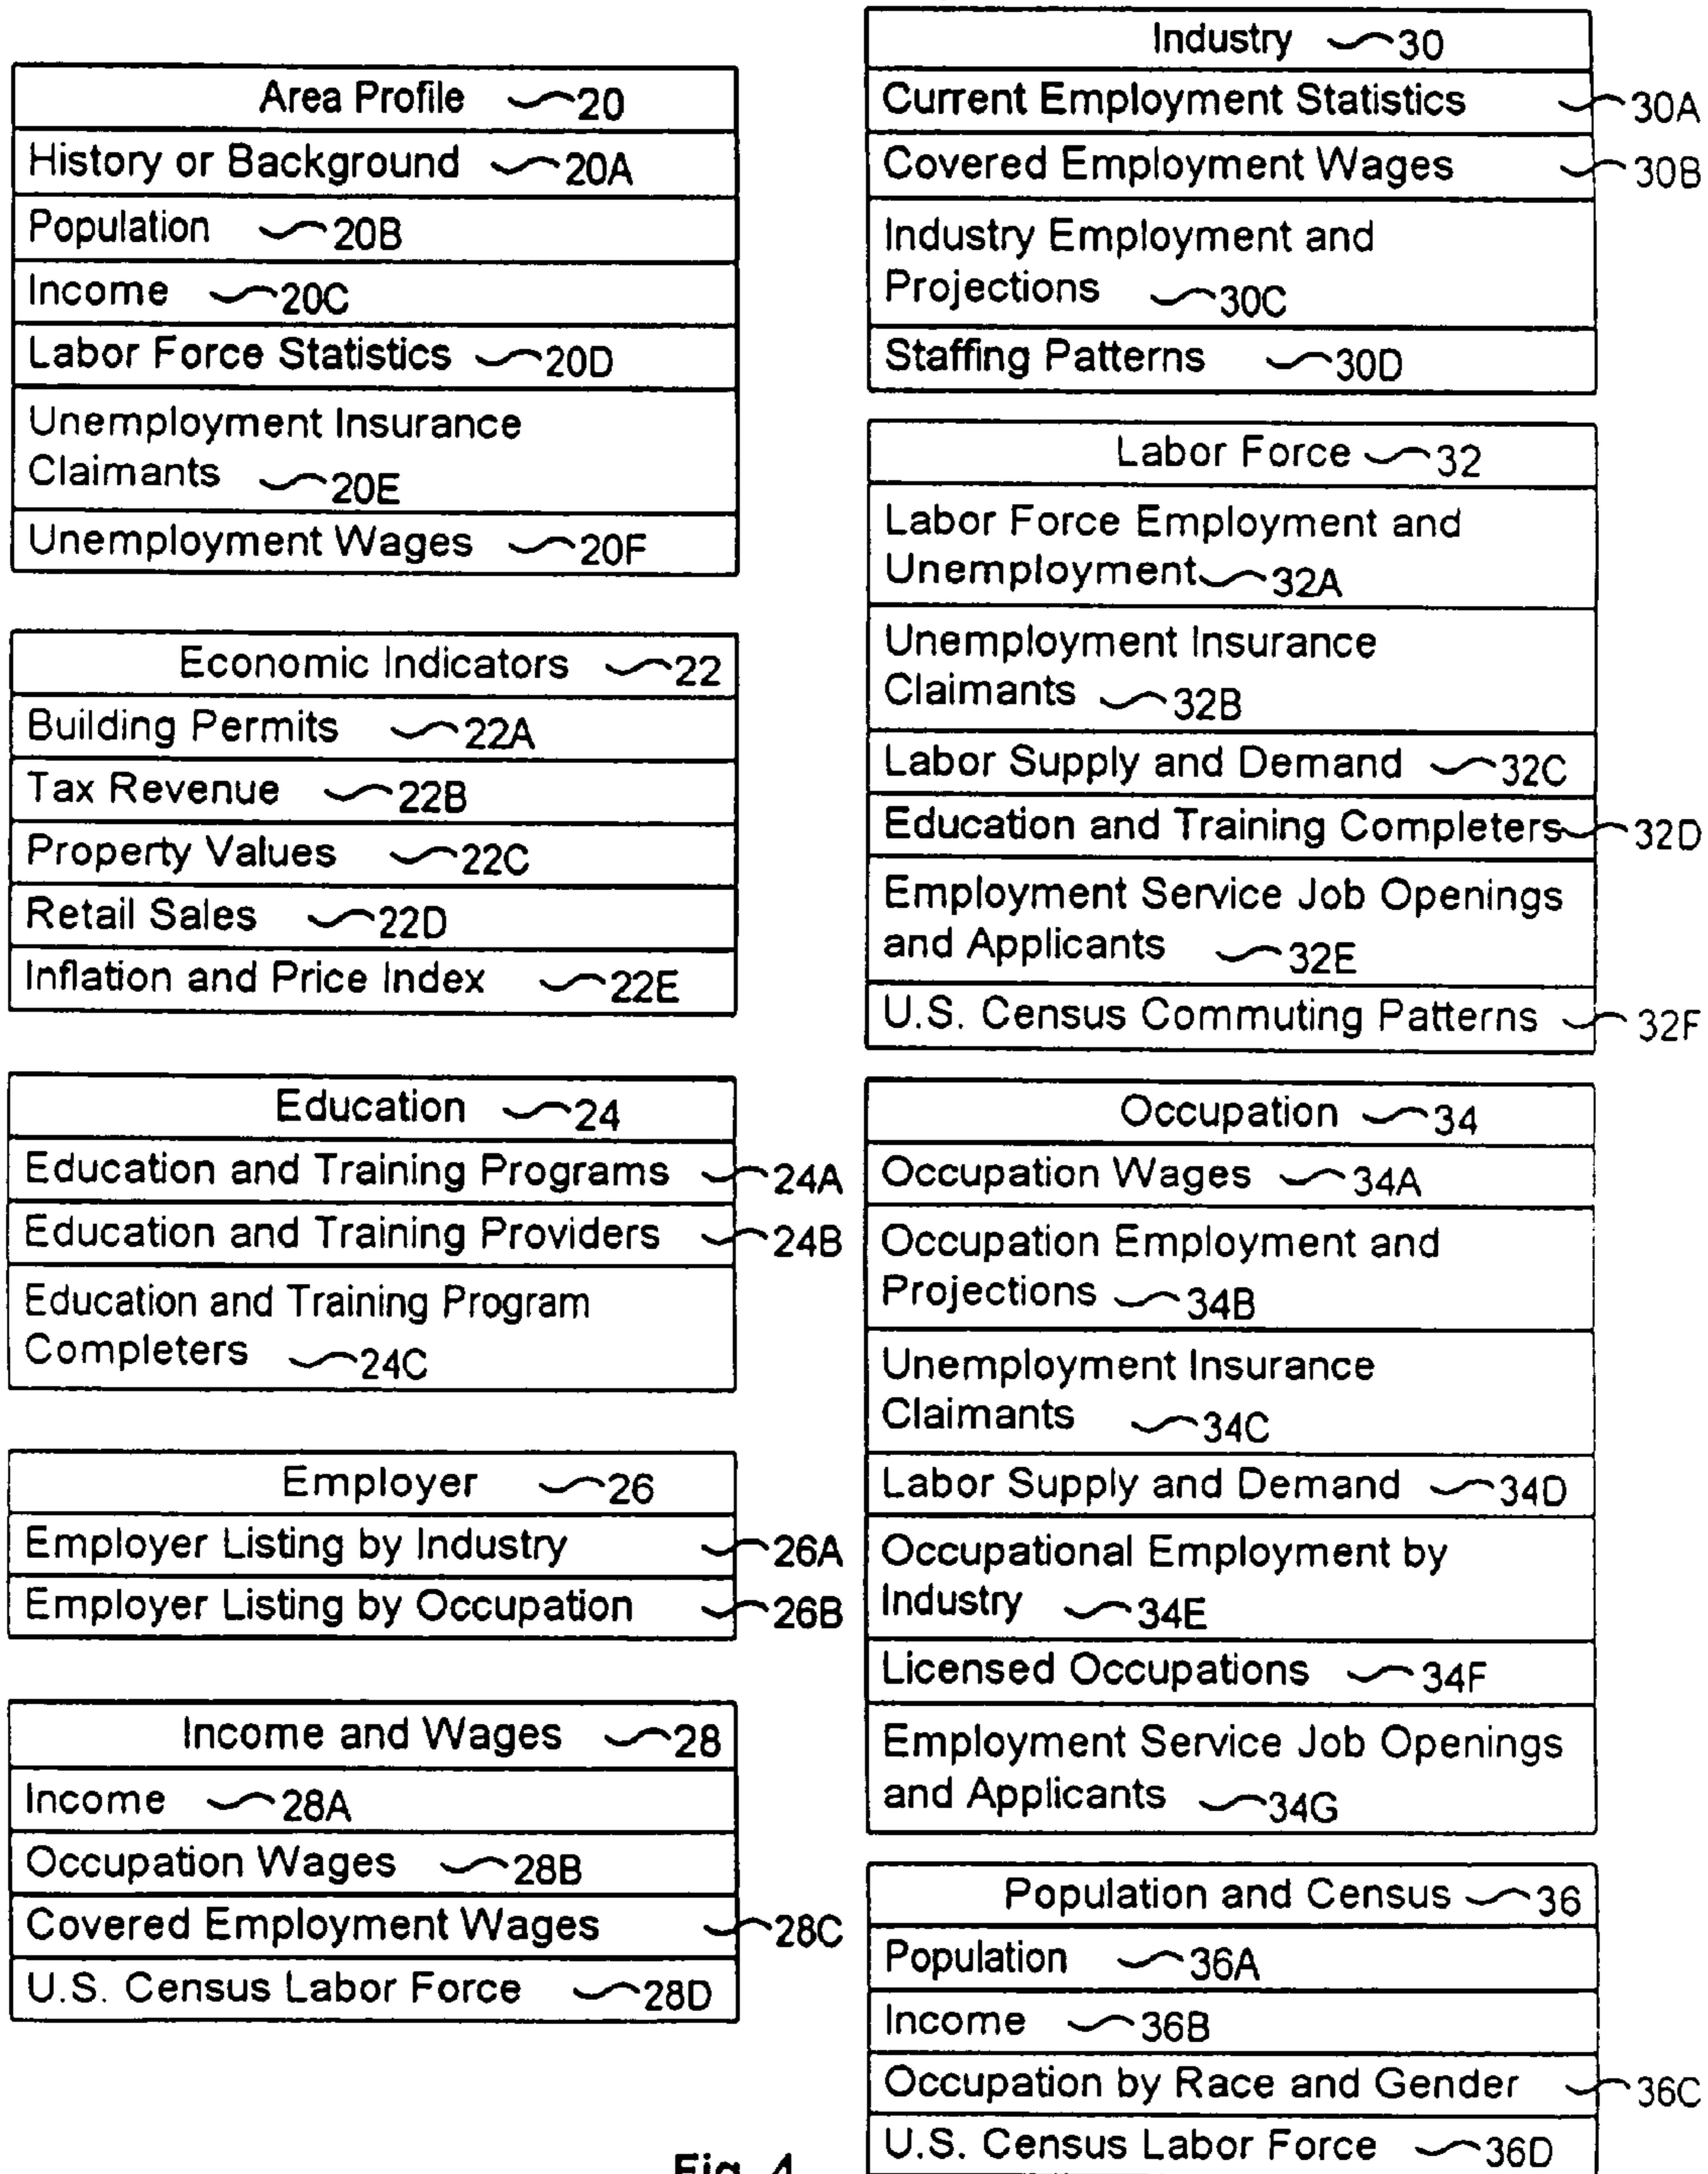 Area Profile 20
History or Background 20A
Population 20B
Income 20C
Labor Force Statistics 20D
Unemployment Insurance
Claimants 20E
Unemployment Wages 20F
Economic Indicators 22
Building Permits 22A
Tax Revenue 22B
Property Values 22C
Retail Sales 22D
Inflation and Price Index 22E
Education 24
Education and Training Programs 24A
Education and Training Providers 24B
Education and Training Program
Completers 24C
Employer 26
Employer Listing by Industry 26A
Employer Listing by Occupation 26B
Income and Wages 28
Income 28A
Occupation Wages 28B
Covered Employment Wages 28C
U.S. Census Labor Force 28D
Industry 30
Current Employment Statistics 30A
Covered Employment Wages 30B
Industry Employment and
Projections 30C
Staffing Patterns 30D
Labor Force 32
Labor Force Employment and
Unemployment 32A
Unemployment Insurance
Claimants 32B
Labor Supply and Demand 32C
Education and Training Completers 32D
Employment Service Job Openings
and Applicants 32E
U.S. Census Commuting Patterns 32F
Occupation 34
Occupation Wages 34A
Occupation Employment and
Projections 34B
Unemployment Insurance
Claimants 34C
Labor Supply and Demand 34D
Occupational Employment by
Industry 34E
Licensed Occupations 34F
Employment Service Job Openings
and Applicants 34G
Population and Census 36
Population 36A
Income 36B
Occupation by Race and Gender 36C
U.S. Census Labor Force 36D
Fig. 4